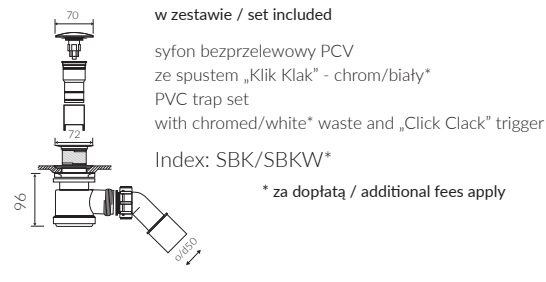 70
w zestawie / set included
syfon bezprzelewowy PCV
ze spustem „Klik Klak” - chrom/biały*
PVC trap set
with chromed/white* waste and „Click Clack” trigger
72
Index: SBK/SBKW*
* za dopłatą / additional fees apply
96
o/d50